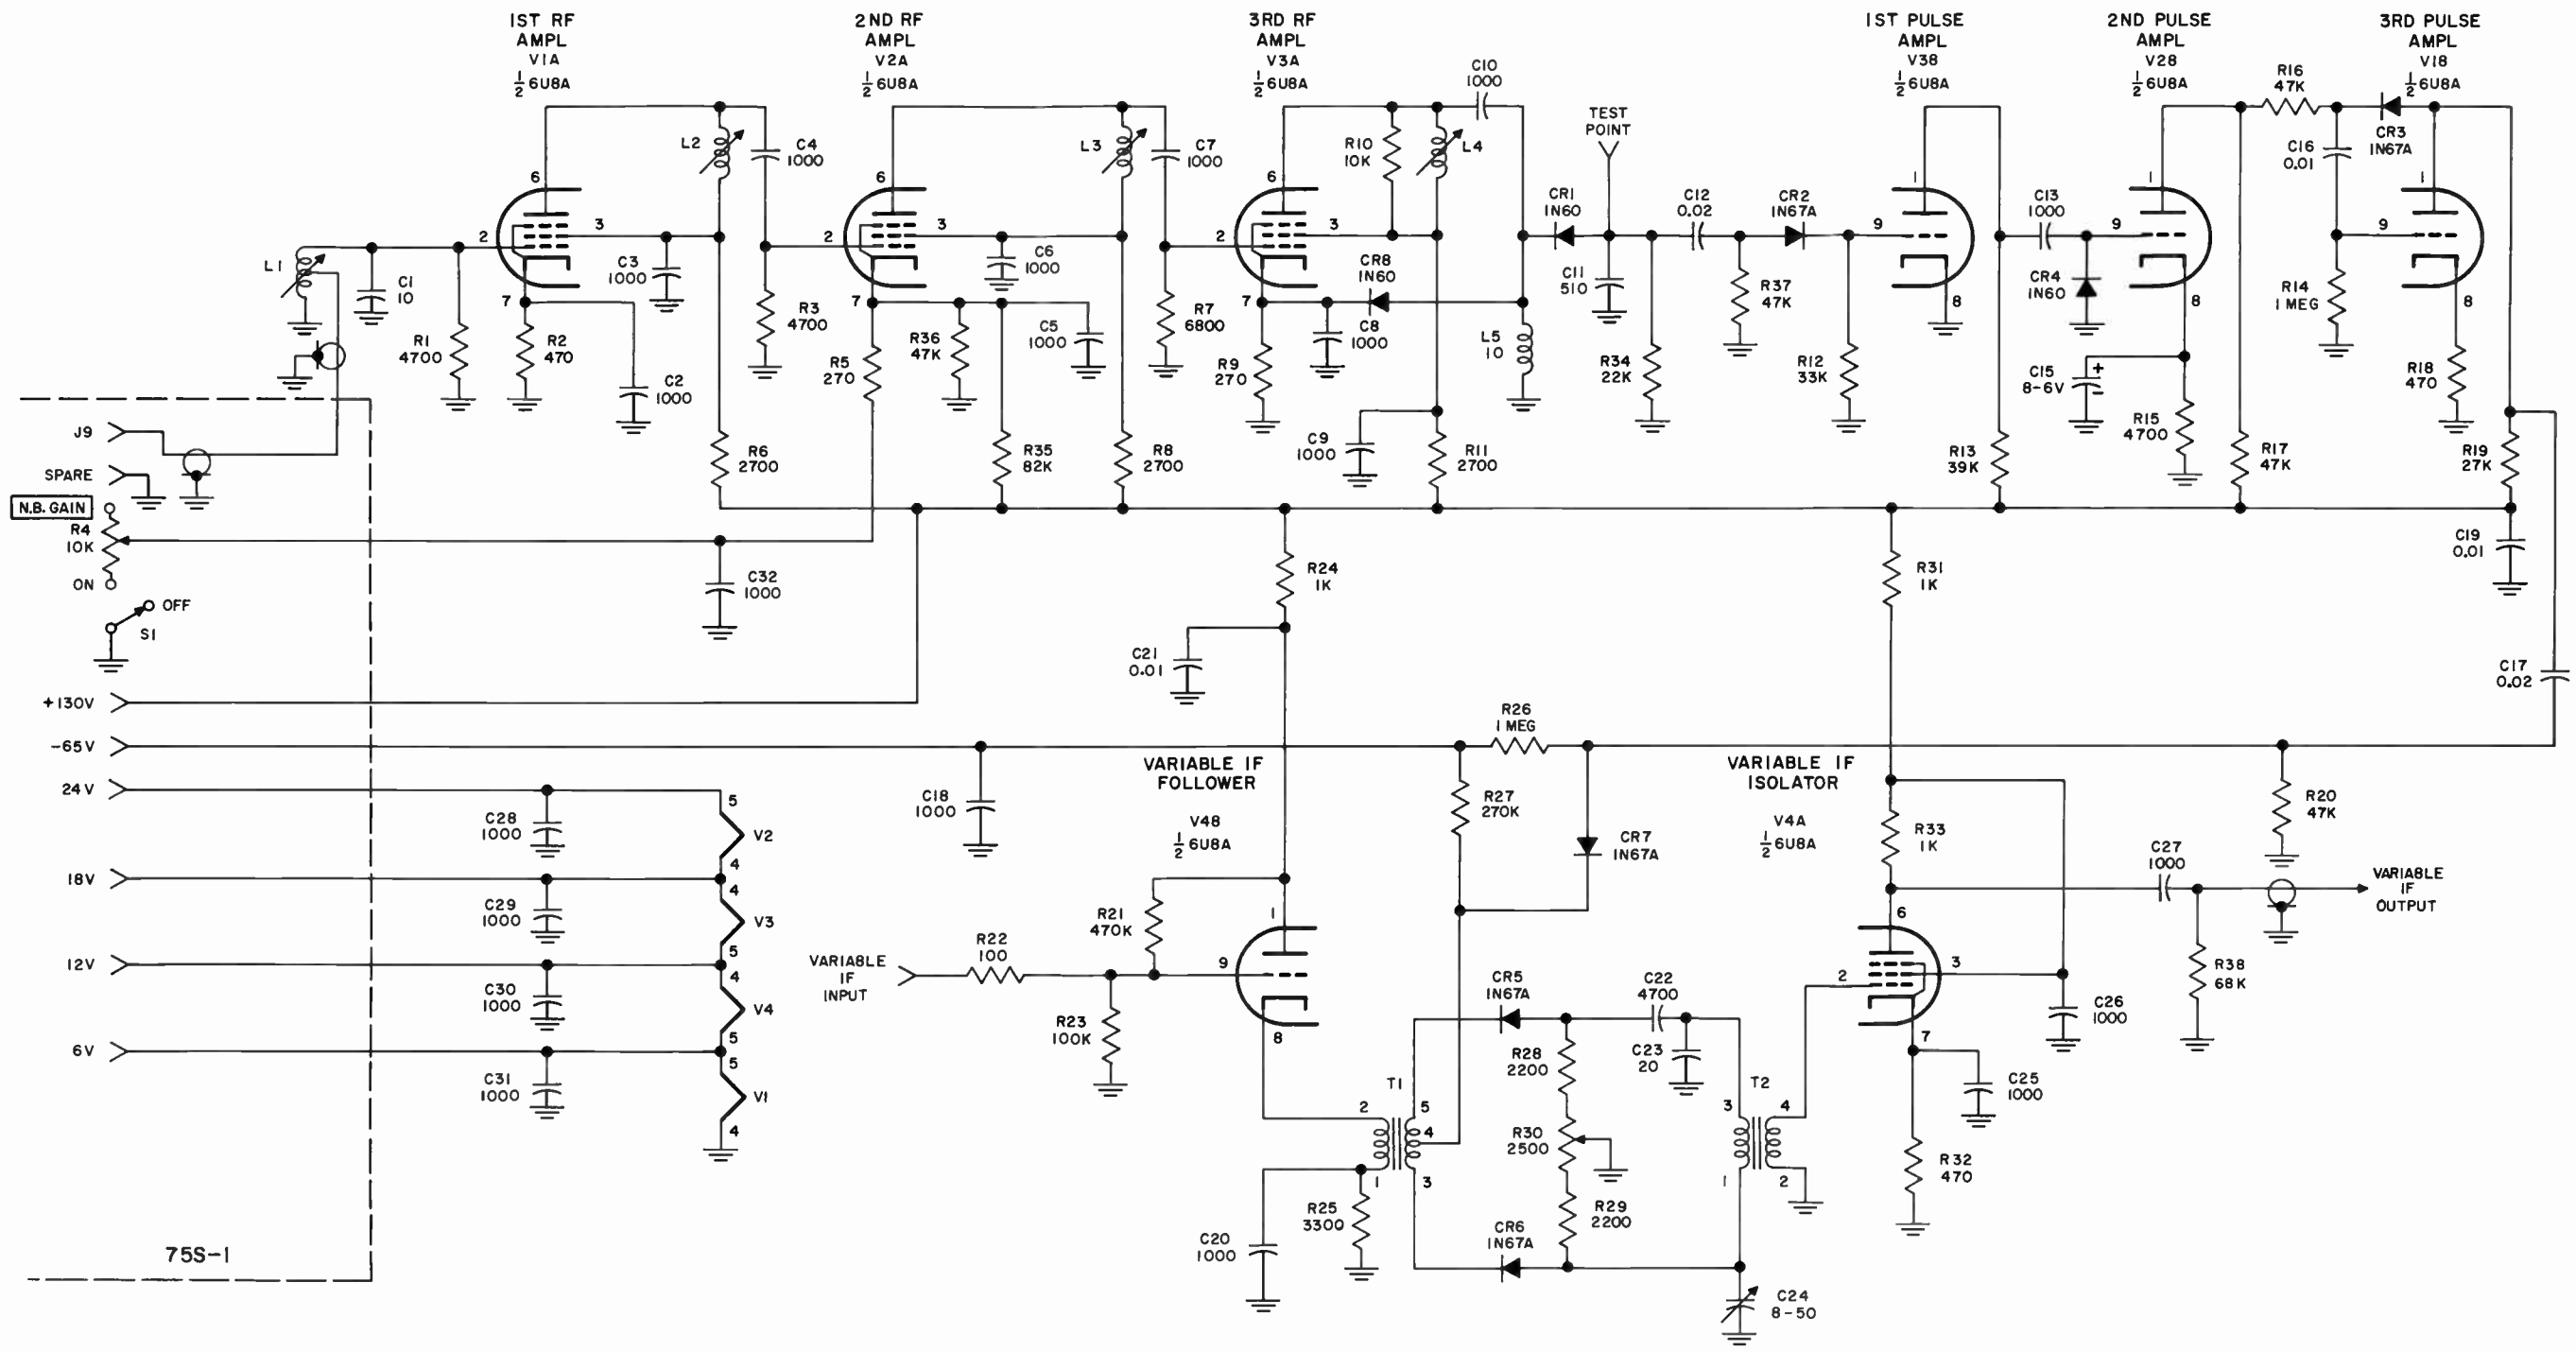 1ST RF
AMPL
V1A
1/2 6U8A
2ND RF
AMPL
V2A
1/2 6U8A
3RD RF
AMPL
V3A
1/2 6U8A
1ST PULSE
AMPL
V38
1/2 6U8A
2ND PULSE
AMPL
V28
1/2 6U8A
3RD PULSE
AMPL
V18
1/2 6U8A
L1
C1
10
R1
4700
2
6
3
7
R2
470
C2
1000
C3
1000
L2
C4
1000
R3
4700
R6
2700
2
6
3
7
R5
270
R36
47K
C6
1000
C5
1000
R35
82K
L3
C7
1000
R7
6800
R8
2700
2
6
3
7
R9
270
C8
1000
CR8
1N60
R10
10K
L4
C10
1000
C9
1000
R11
2700
L5
10
CR1
1N60
TEST
POINT
C11
510
R34
22K
C12
0.02
R37
47K
CR2
1N67A
R12
33K
1
9
8
R13
39K
C13
1000
CR4
1N60
1
9
8
C15
8-6V
+
-
R15
4700
R17
47K
R16
47K
C16
0.01
CR3
1N67A
R14
1 MEG
1
9
8
R18
470
R19
27K
C19
0.01
C17
0.02
J9
SPARE
N.B. GAIN
R4
10K
ON
OFF
S1
C32
1000
+130V
-65V
24V
18V
12V
6V
C28
1000
C29
1000
C30
1000
C31
1000
5
V2
4
4
V3
5
4
V4
5
5
V1
4
75S-1
C18
1000
R24
1K
C21
0.01
VARIABLE IF
FOLLOWER
V48
1/2 6U8A
VARIA8LE
IF
INPUT
R22
100
R23
100K
R21
470K
1
9
8
R26
1 MEG
R27
270K
CR7
1N67A
T1
2
1
5
4
3
C20
1000
R25
3300
CR5
1N67A
CR6
1N67A
R28
2200
R30
2500
R29
2200
C22
4700
C23
20
T2
3
1
4
2
C24
8-50
R31
1K
VARIABLE IF
ISOLATOR
V4A
1/2 6U8A
R33
1K
6
2
3
7
R32
470
C25
1000
C26
1000
C27
1000
R38
68K
R20
47K
VARIA8LE
IF
OUTPUT